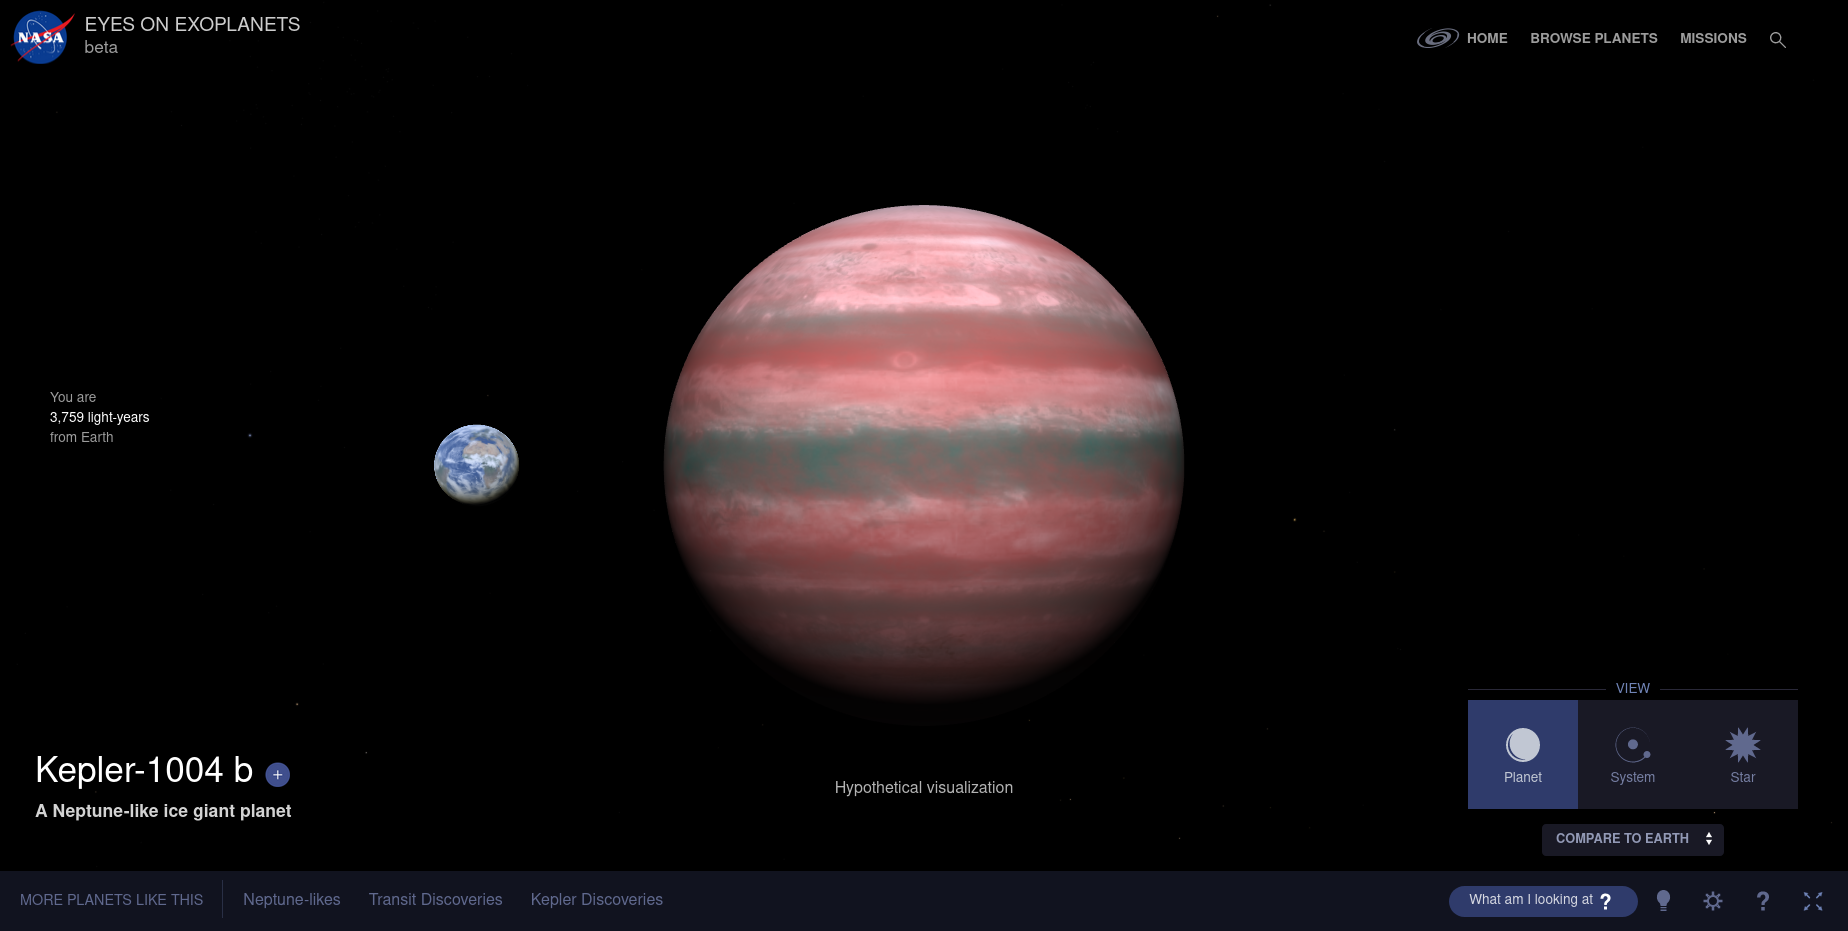 NASA
EYES ON EXOPLANETS
beta
HOME
BROWSE PLANETS
MISSIONS
You are
3,759 light-years
from Earth
Kepler-1004 b +
A Neptune-like ice giant planet
Hypothetical visualization
VIEW
Planet
System
Star
COMPARE TO EARTH
MORE PLANETS LIKE THIS
Neptune-likes
Transit Discoveries
Kepler Discoveries
What am I looking at ?
?